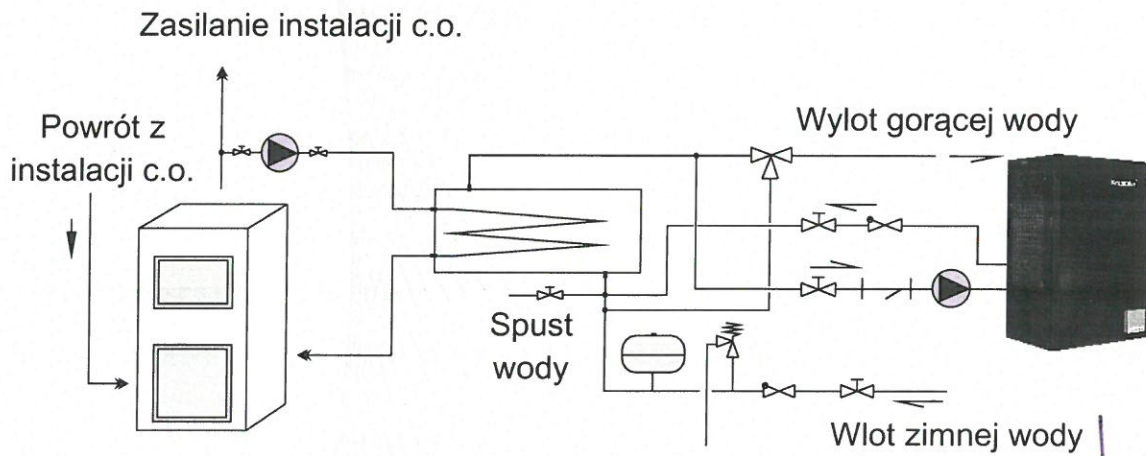 Zasilanie instalacji c.o.
Powrót z
instalacji c.o.
Wylot gorącej wody
Spust
wody
Wlot zimnej wody